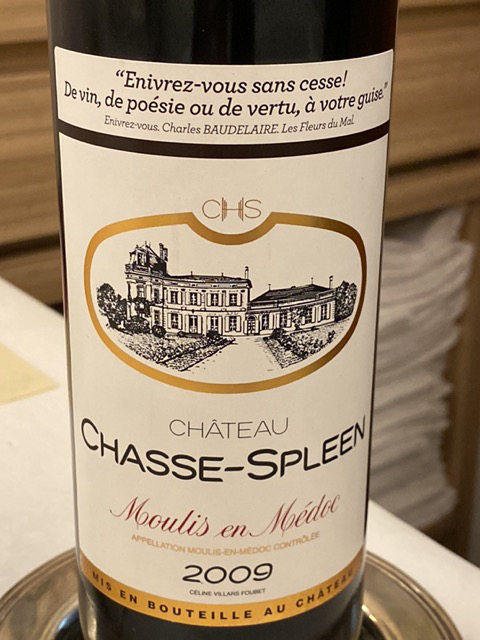 “Enivrez-vous sans cesse!
De vin, de poésie ou de vertu, à votre guise.”
Enivrez-vous. Charles BAUDELAIRE. Les Fleurs du Mal.
CHS
CHÂTEAU
CHASSE-SPLEEN
Moulis en Médoc
APPELLATION MOULIS-EN-MÉDOC CONTRÔLÉE
2009
CÉLINE VILLARS FOUBET
MIS EN BOUTEILLE AU CHÂTEAU